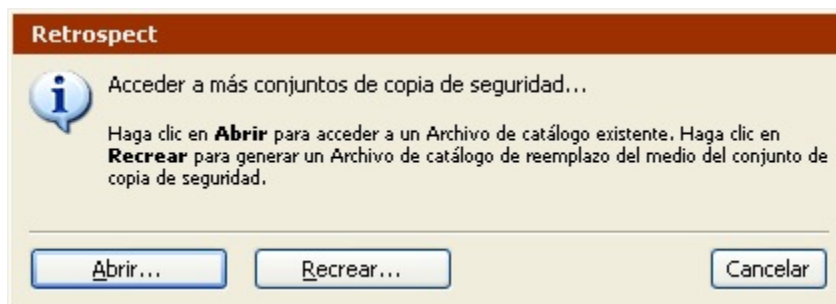 Retrospect
Acceder a más conjuntos de copia de seguridad...
Haga clic en Abrir para acceder a un Archivo de catálogo existente. Haga clic en
Recrear para generar un Archivo de catálogo de reemplazo del medio del conjunto de
copia de seguridad.
Abrir...
Recrear...
Cancelar